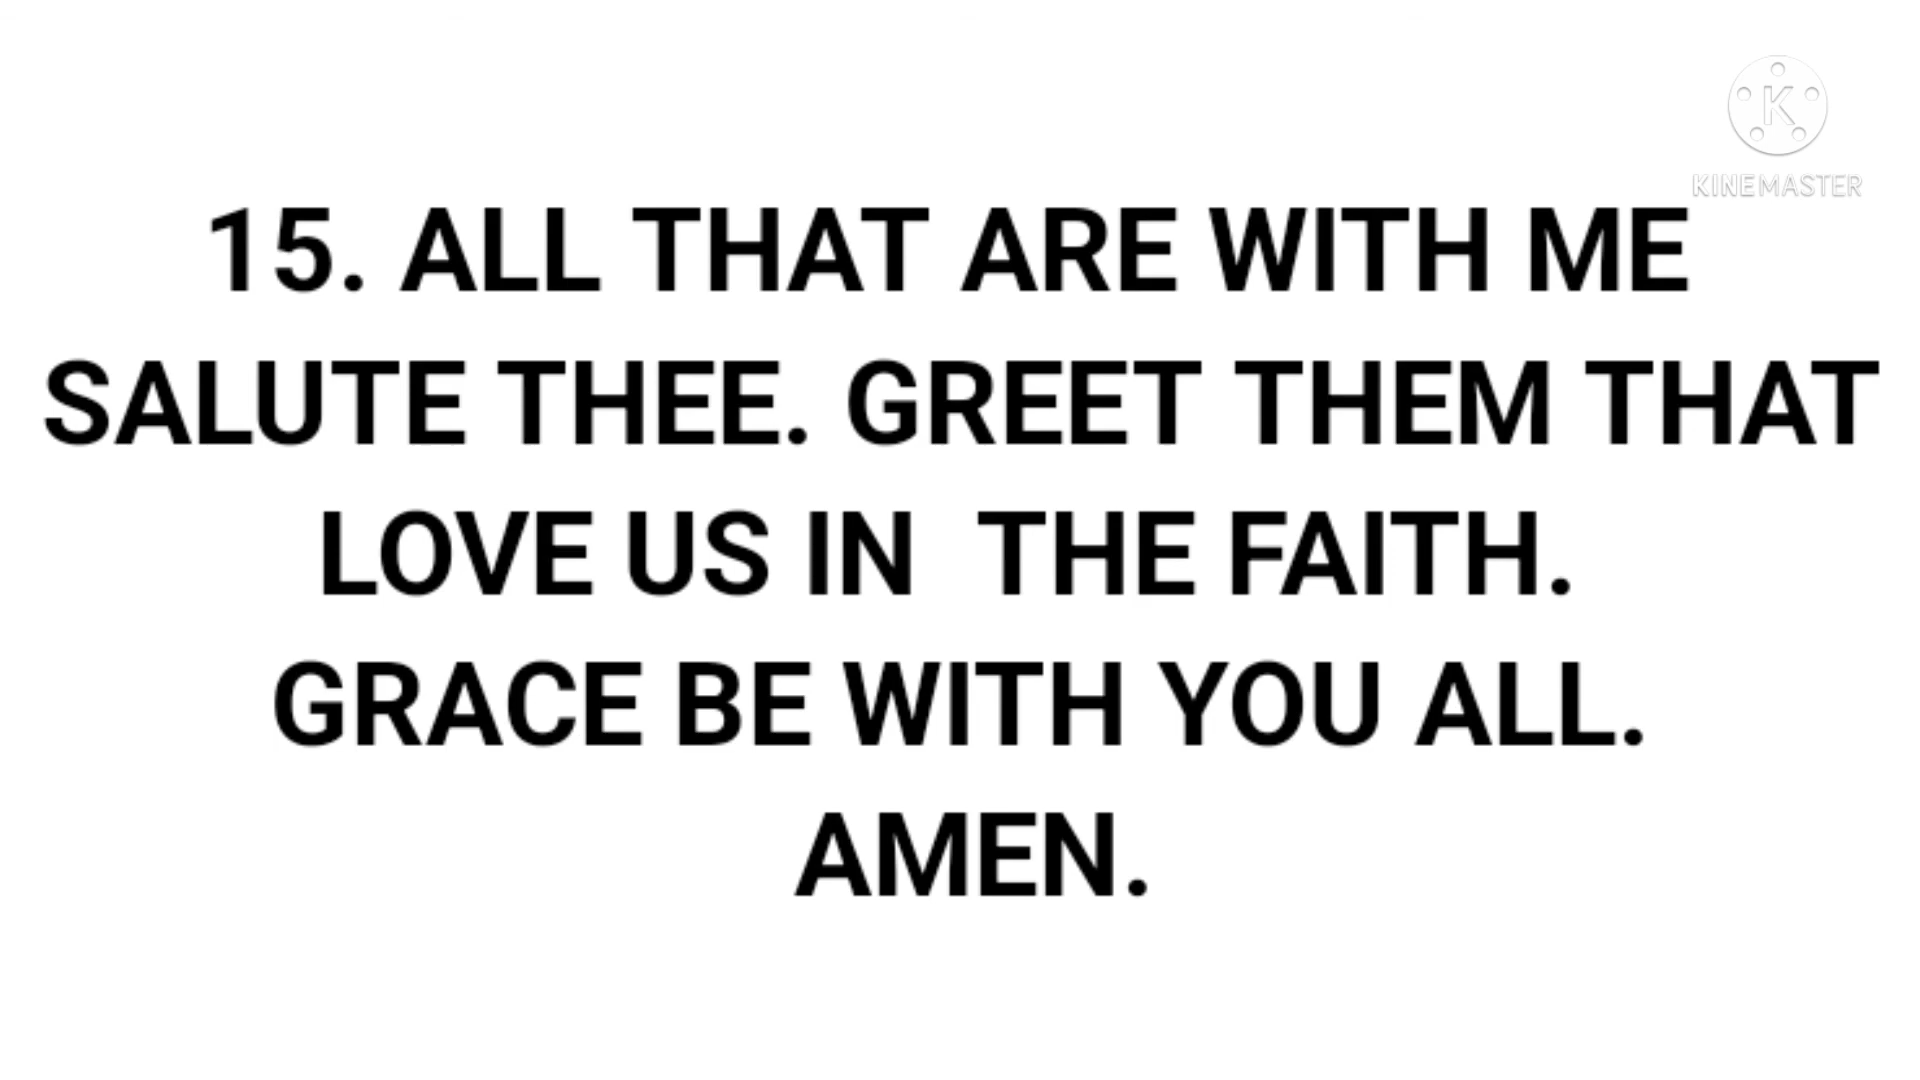 K
KINEMASTER
15. ALL THAT ARE WITH ME
SALUTE THEE. GREET THEM THAT
LOVE US IN  THE FAITH.
GRACE BE WITH YOU ALL.
AMEN.